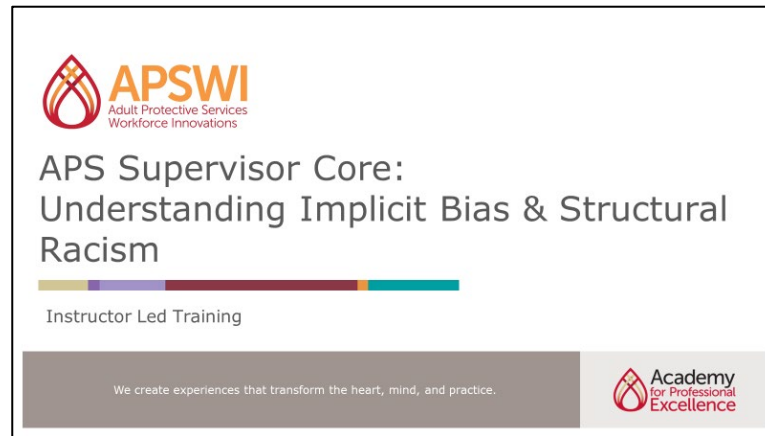 APSWI
Adult Protective Services
Workforce Innovations
APS Supervisor Core:
Understanding Implicit Bias & Structural
Racism
Instructor Led Training
We create experiences that transform the heart, mind, and practice.
Academy
for Professional
Excellence